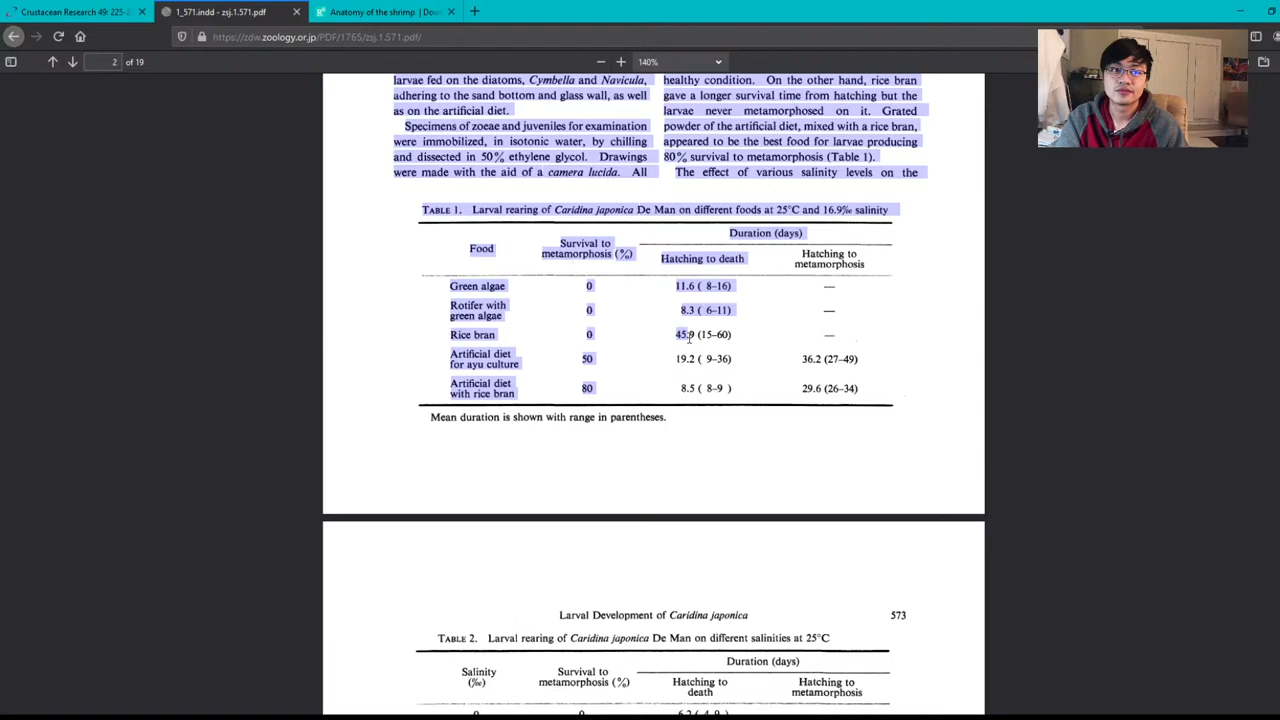 Crustacean Research 49: 225-2
1_571.indd - zsj.1.571.pdf
Anatomy of the shrimp | Dow
https://zdw.zoology.or.jp/PDF/1765/zsj.1.571.pdf/
2 of 19
140%
larvae fed on the diatoms, Cymbella and Navicula,
adhering to the sand bottom and glass wall, as well
as on the artificial diet.
Specimens of zoeae and juveniles for examination
were immobilized, in isotonic water, by chilling
and dissected in 50% ethylene glycol. Drawings
were made with the aid of a camera lucida. All
healthy condition. On the other hand, rice bran
gave a longer survival time from hatching but the
larvae never metamorphosed on it. Grated
powder of the artificial diet, mixed with a rice bran,
appeared to be the best food for larvae producing
80% survival to metamorphosis (Table 1).
The effect of various salinity levels on the
TABLE 1. Larval rearing of Caridina japonica De Man on different foods at 25°C and 16.9‰ salinity
Food
Survival to
metamorphosis (%)
Duration (days)
Hatching to death
Hatching to
metamorphosis
Green algae 0 11.6 ( 8–16) —
Rotifer with
green algae 0 8.3 ( 6–11) —
Rice bran 0 45.9 (15–60) —
Artificial diet
for ayu culture 50 19.2 ( 9–36) 36.2 (27–49)
Artificial diet
with rice bran 80 8.5 ( 8–9 ) 29.6 (26–34)
Mean duration is shown with range in parentheses.
Larval Development of Caridina japonica 573
TABLE 2. Larval rearing of Caridina japonica De Man on different salinities at 25°C
Salinity
(‰)
Survival to
metamorphosis (%)
Duration (days)
Hatching to
death
Hatching to
metamorphosis